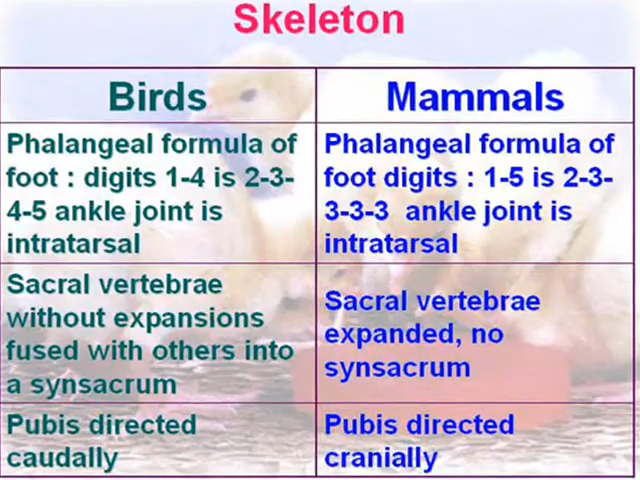 Skeleton
Birds
Mammals
Phalangeal formula of
foot : digits 1-4 is 2-3-
4-5 ankle joint is
intratarsal
Phalangeal formula of
foot digits : 1-5 is 2-3-
3-3-3 ankle joint is
intratarsal
Sacral vertebrae
without expansions
fused with others into
a synsacrum
Sacral vertebrae
expanded, no
synsacrum
Pubis directed
caudally
Pubis directed
cranially